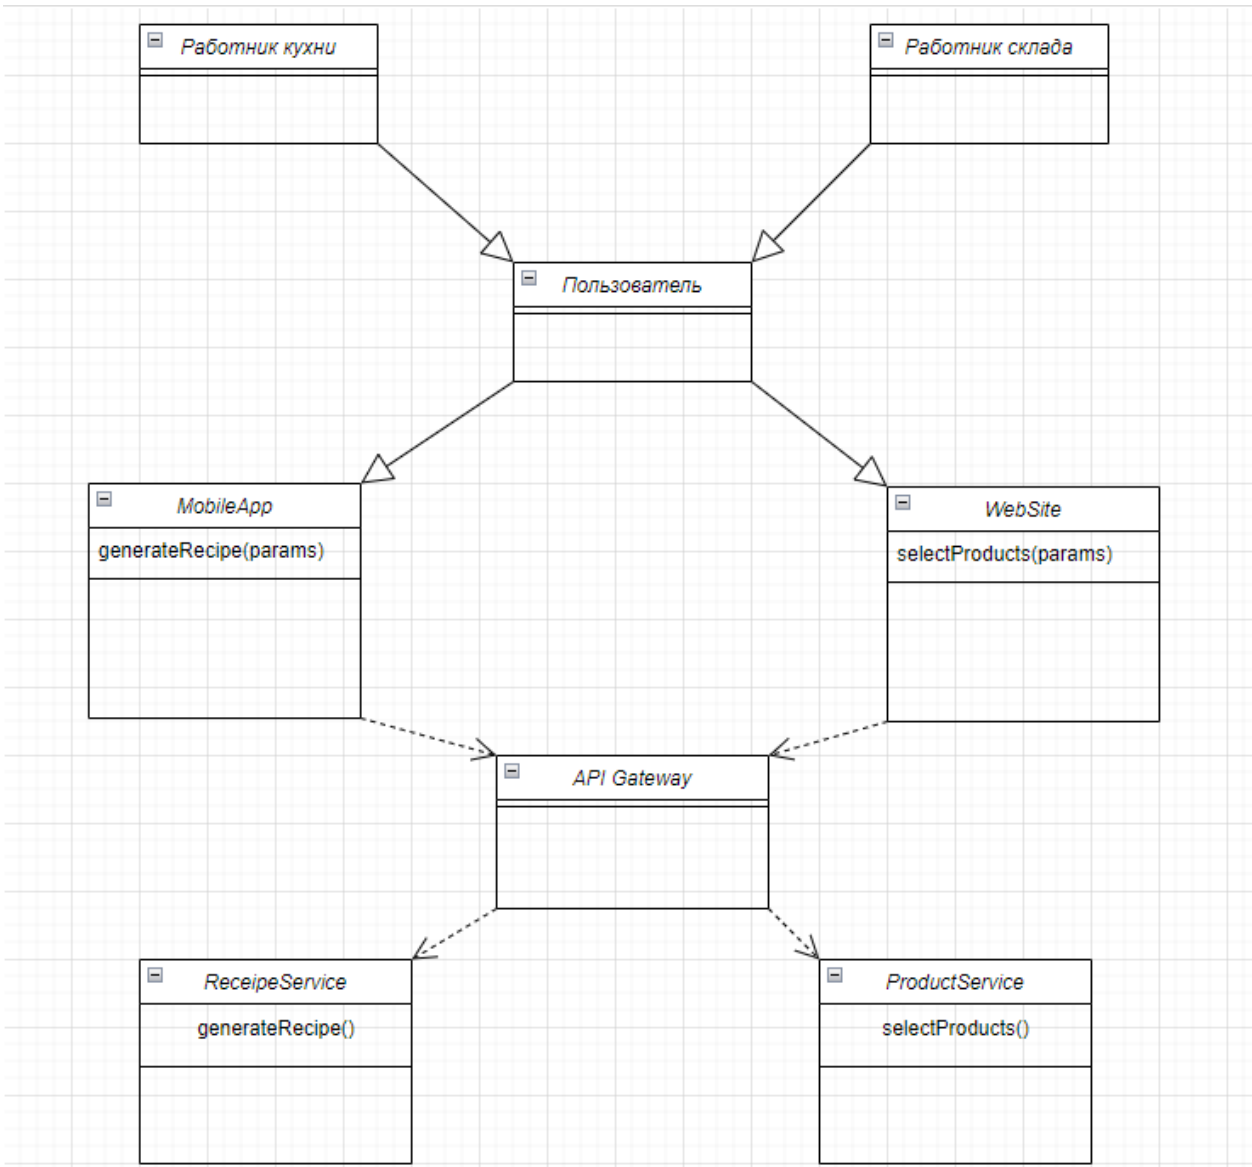 Работник кухни
Работник склада
Пользователь
MobileApp
generateRecipe(params)
WebSite
selectProducts(params)
API Gateway
ReceipeService
generateRecipe()
ProductService
selectProducts()